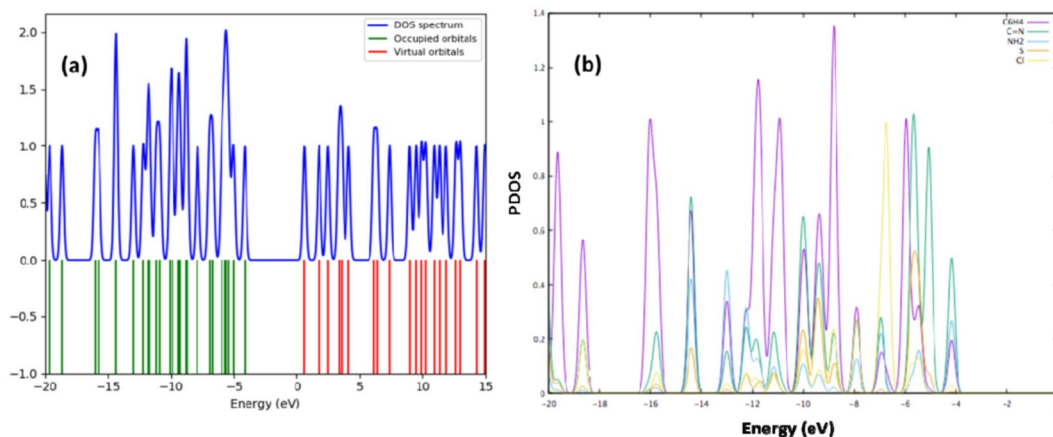 (a)
DOS spectrum
Occupied orbitals
Virtual orbitals
2.0
1.5
1.0
0.5
0.0
−0.5
−1.0
−20 −15 −10 −5 0 5 10 15
Energy (eV)
(b)
C6H4
C=N
NH2
S
Cl
1.4
1.2
1
0.8
0.6
0.4
0.2
0
PDOS
-20 -18 -16 -14 -12 -10 -8 -6 -4 -2
Energy (eV)